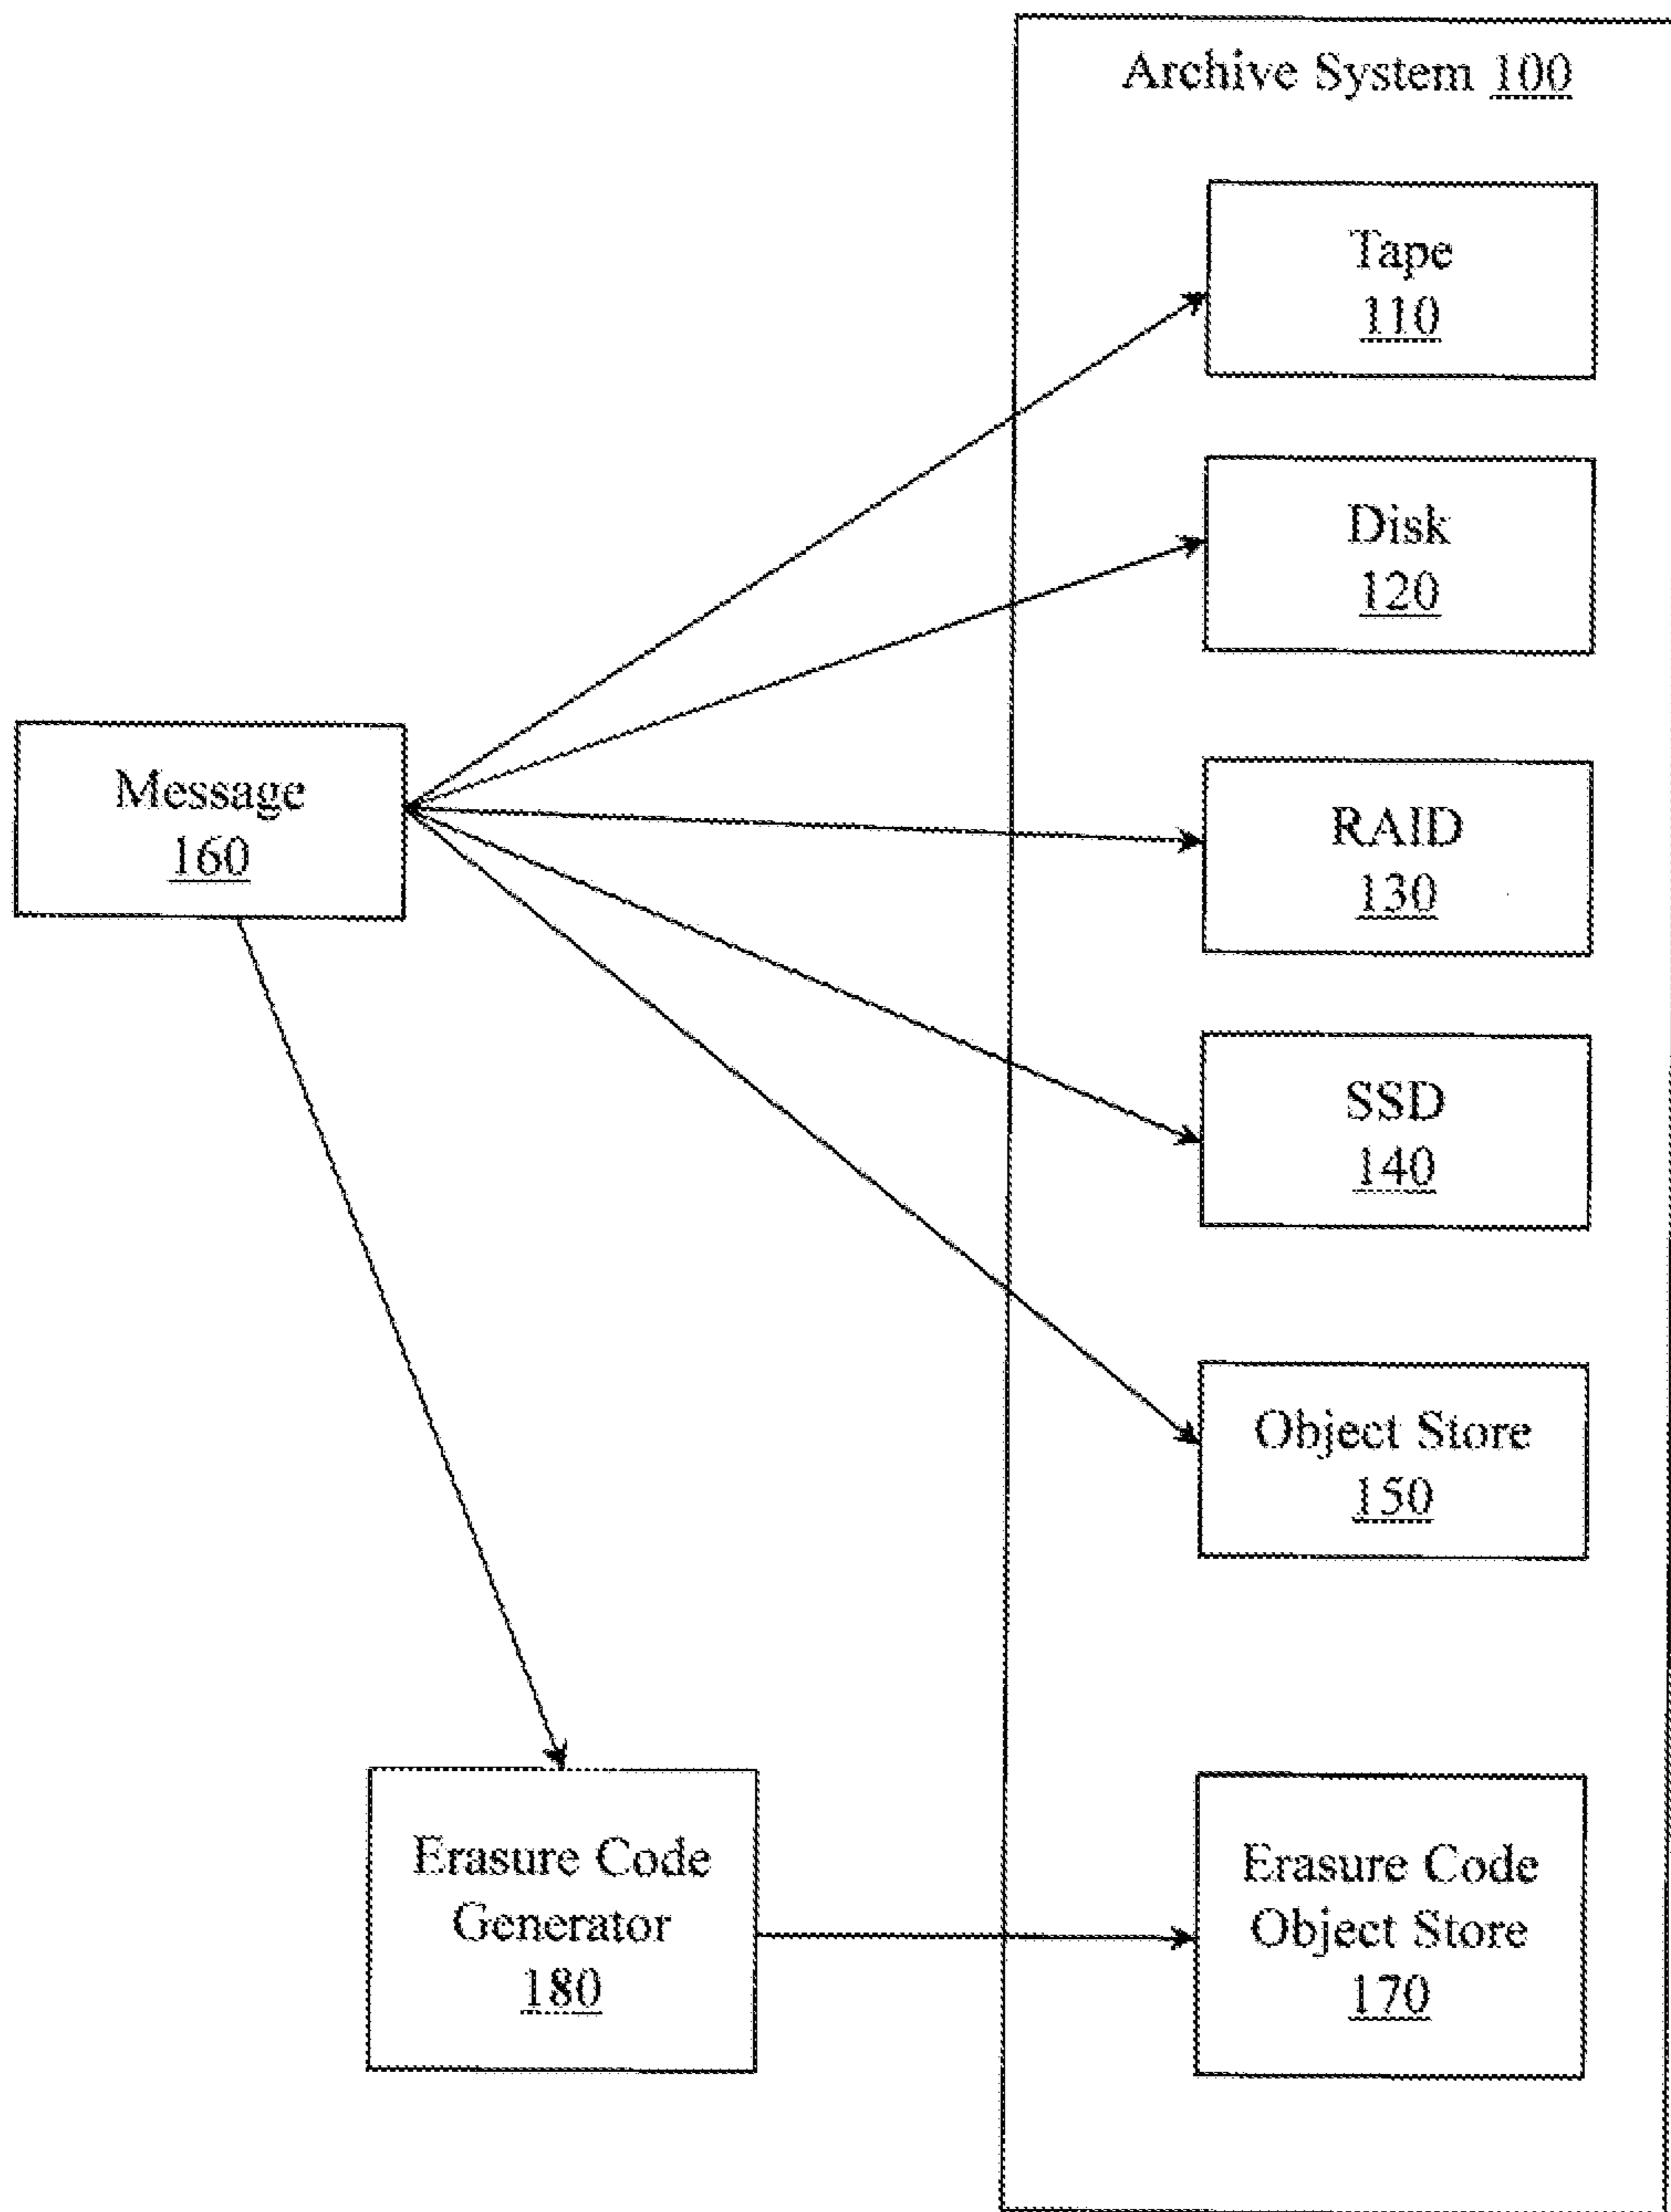 Archive System 100
Tape
110
Disk
120
Message
160
RAID
130
SSD
140
Object Store
150
Erasure Code
Generator
180
Erasure Code
Object Store
170